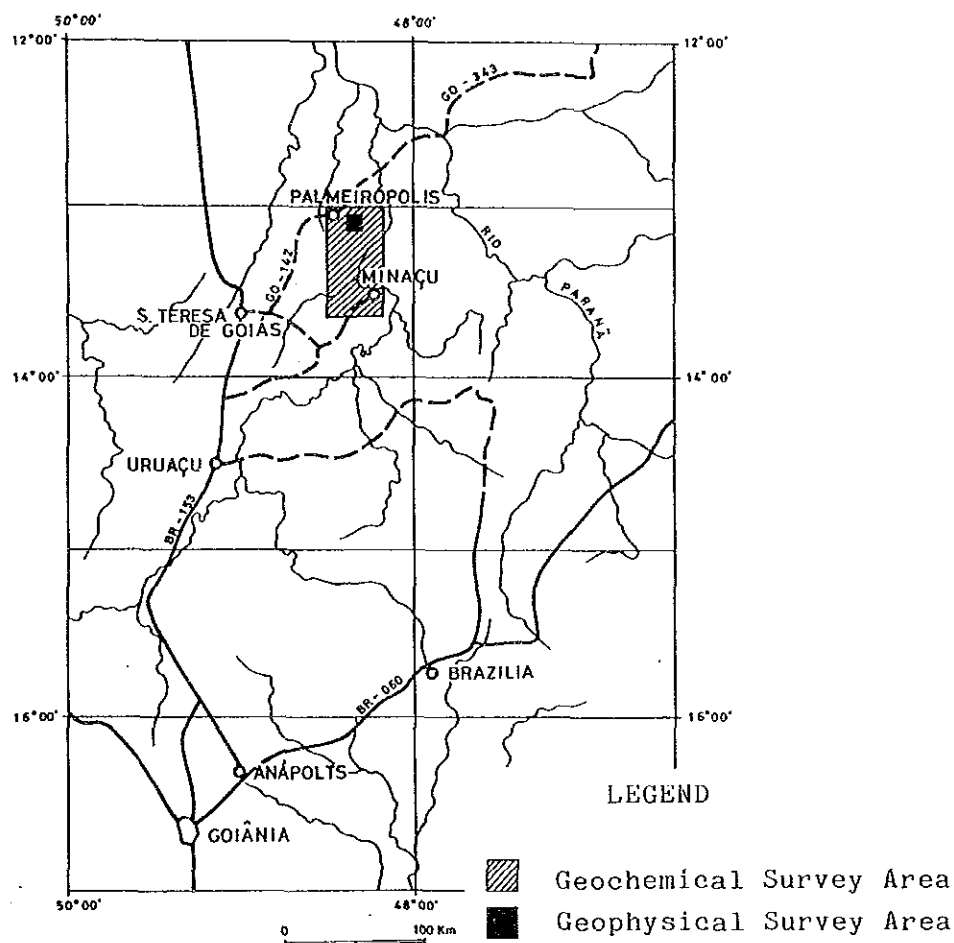 50°00' 48°00'
12°00' 12°00'
GO-343
PALMEIRÓPOLIS
RIO
GO-142
MINAÇU
PARANÃ
S. TERESA
DE GOIÁS
14°00' 14°00'
URUAÇU
BR-153
BRAZILIA
BR-060
16°00' 16°00'
ANÁPOLIS
LEGEND
GOIÂNIA
Geochemical Survey Area
50°00' 48°00'
Geophysical Survey Area
0 100 Km